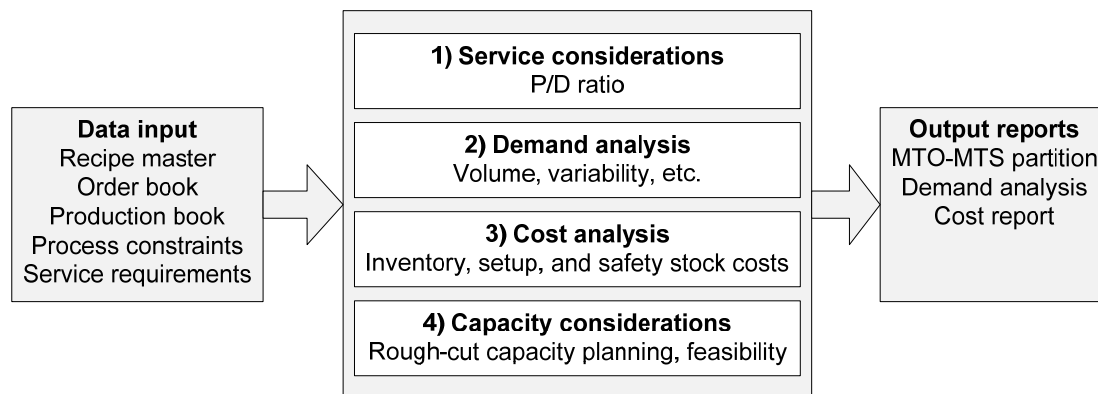 Data input
Recipe master
Order book
Production book
Process constraints
Service requirements
1) Service considerations
P/D ratio
2) Demand analysis
Volume, variability, etc.
3) Cost analysis
Inventory, setup, and safety stock costs
4) Capacity considerations
Rough-cut capacity planning, feasibility
Output reports
MTO-MTS partition
Demand analysis
Cost report